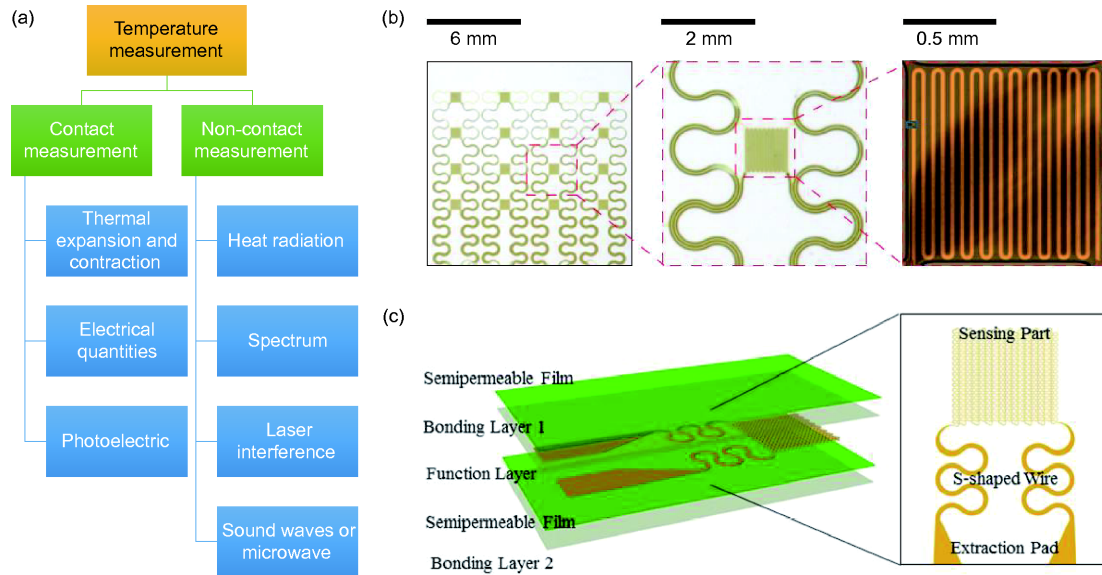 (a)
Temperature
measurement
Contact
measurement
Non-contact
measurement
Thermal
expansion and
contraction
Heat radiation
Electrical
quantities
Spectrum
Photoelectric
Laser
interference
Sound waves or
microwave
(b)
6 mm
2 mm
0.5 mm
(c)
Semipermeable Film
Bonding Layer 1
Function Layer
Semipermeable Film
Bonding Layer 2
Sensing Part
S-shaped Wire
Extraction Pad